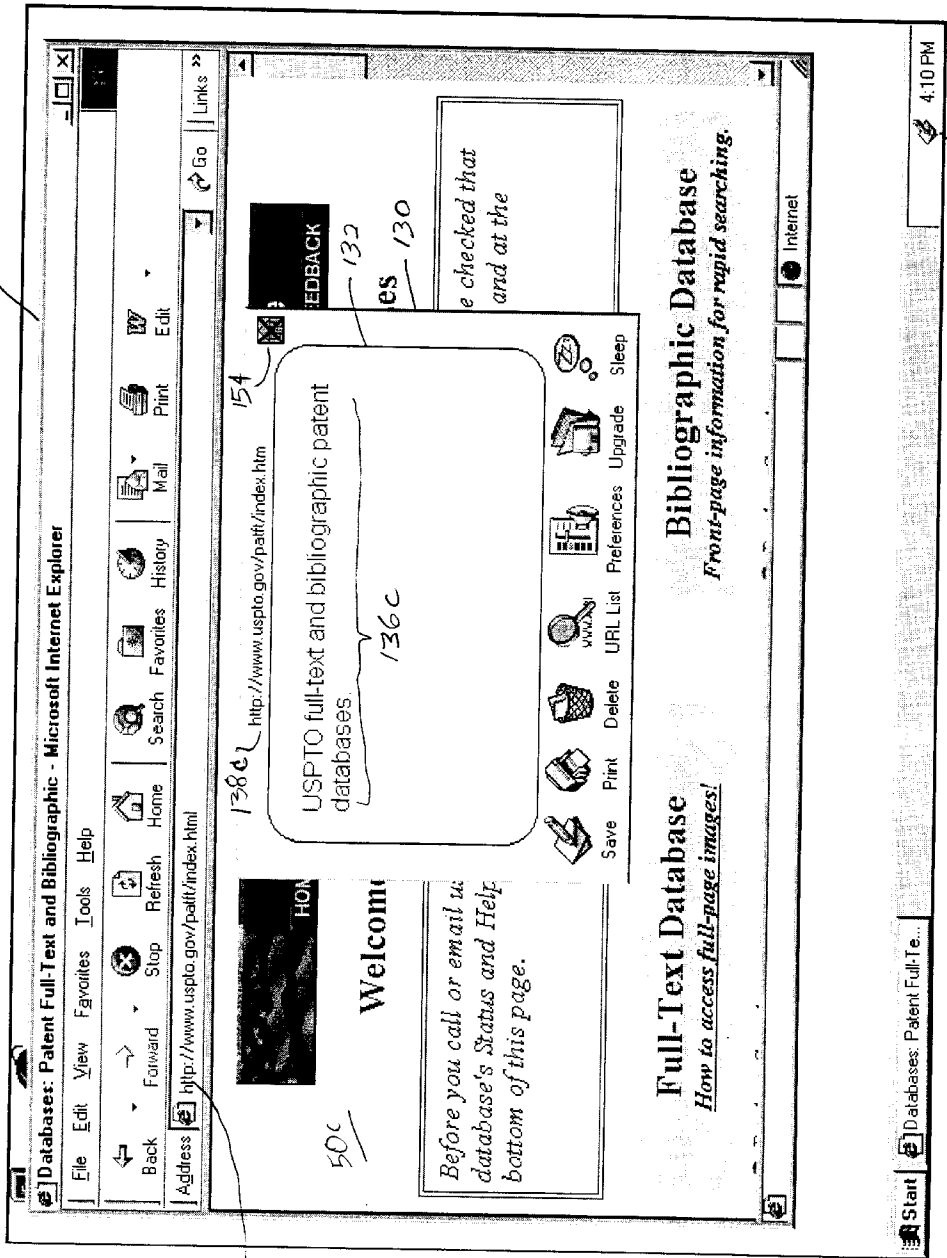 Databases: Patent Full-Text and Bibliographic - Microsoft Internet Explorer
File Edit View Favorites Tools Help
Back Forward Stop Refresh Home Search Favorites History Mail Print Edit
Address http://www.uspto.gov/patft/index.html Go Links »
50c
HOM
EEDBACK
Welcom
es
130
132
154
138c
http://www.uspto.gov/patft/index.htm
USPTO full-text and bibliographic patent
databases.
136c
Save Print Delete URL List Preferences Upgrade Sleep
Before you call or email us
e checked that
database's Status and Help
and at the
bottom of this page.
Full-Text Database
How to access full-page images!
Bibliographic Database
Front-page information for rapid searching.
Internet
Start Databases: Patent Full-Te... 4:10 PM